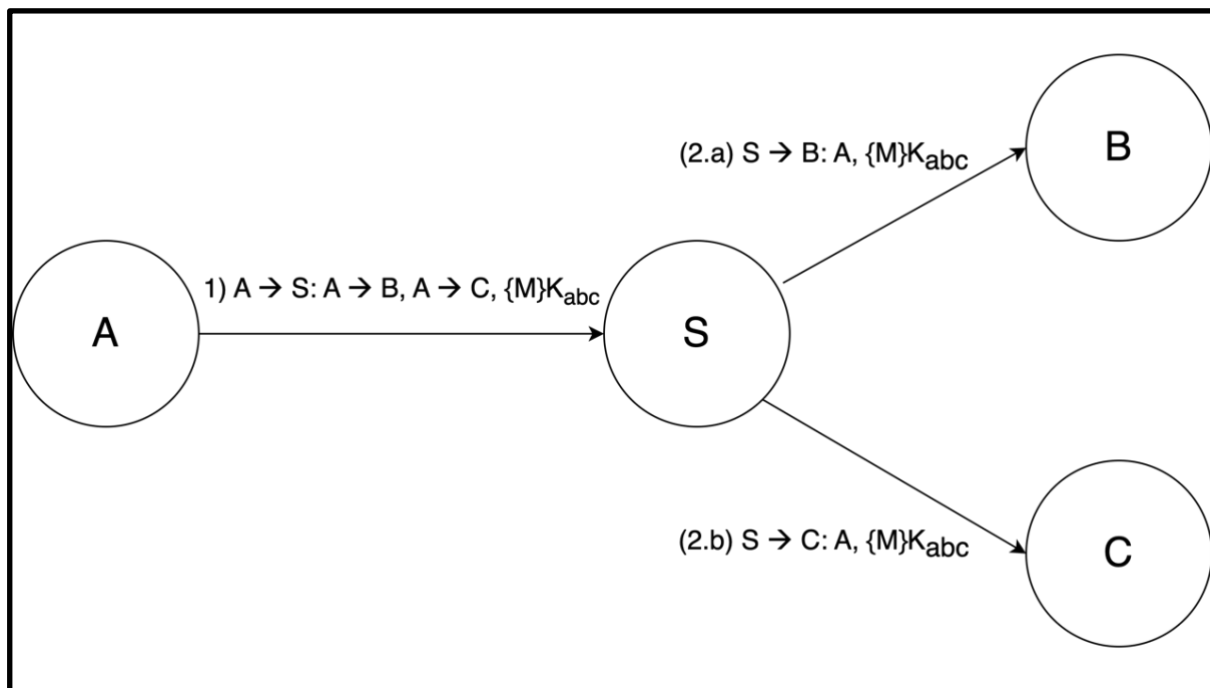 (2.a) S → B: A, {M}Kabc
B
1) A → S: A → B, A → C, {M}Kabc
A
S
(2.b) S → C: A, {M}Kabc
C